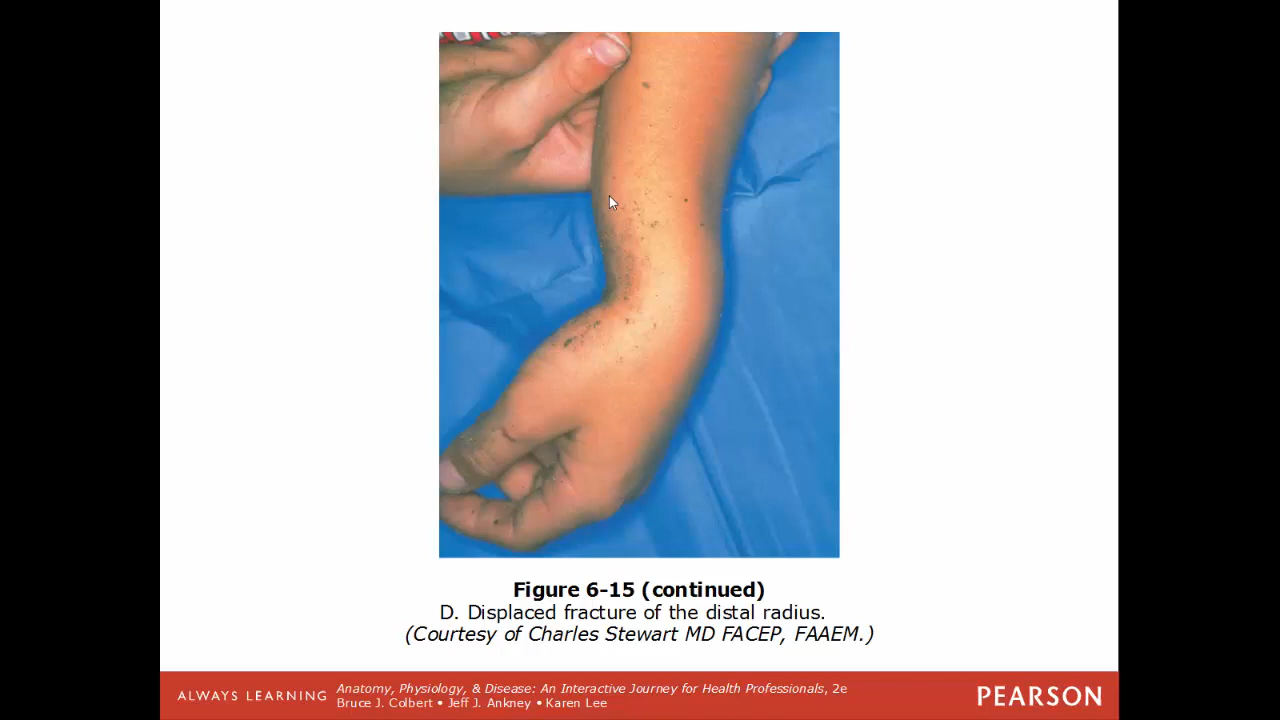 Figure 6-15 (continued)
D. Displaced fracture of the distal radius.
(Courtesy of Charles Stewart MD FACEP, FAAEM.)
ALWAYS LEARNING
Anatomy, Physiology, & Disease: An Interactive Journey for Health Professionals, 2e
Bruce J. Colbert • Jeff J. Ankney • Karen Lee
PEARSON